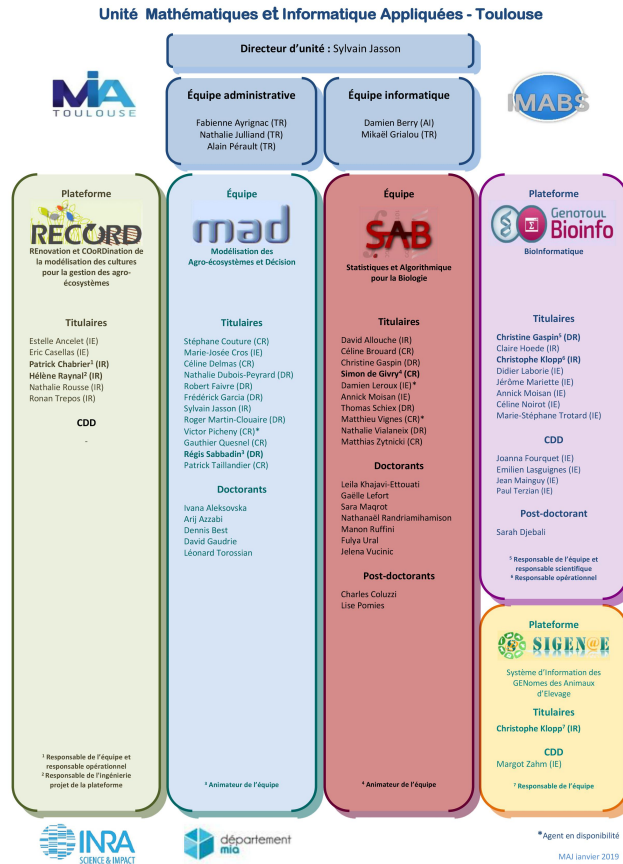 Unité Mathématiques et Informatique Appliquées - Toulouse
Directeur d'unité : Sylvain Jasson
MIA
TOULOUSE
Équipe administrative
Fabienne Ayrignac (TR)
Nathalie Julliand (TR)
Alain Pérault (TR)
Équipe informatique
Damien Berry (AI)
Mikaël Grialou (TR)
IMABS
Plateforme
RECORD
REnovation et COoRDination de
la modélisation des cultures
pour la gestion des agro-
écosystèmes
Titulaires
Estelle Ancelet (IE)
Eric Casellas (IE)
Patrick Chabrier¹ (IR)
Hélène Raynal² (IR)
Nathalie Rousse (IR)
Ronan Trepos (IR)
CDD
-
¹ Responsable de l'équipe et
responsable opérationnel
² Responsable de l'ingénierie
projet de la plateforme
Équipe
mad
Modélisation des
Agro-écosystèmes et Décision
Titulaires
Stéphane Couture (CR)
Marie-Josée Cros (IE)
Céline Delmas (CR)
Nathalie Dubois-Peyrard (DR)
Robert Faivre (DR)
Frédérick Garcia (DR)
Sylvain Jasson (IR)
Roger Martin-Clouaire (DR)
Victor Picheny (CR)*
Gauthier Quesnel (CR)
Régis Sabbadin³ (DR)
Patrick Taillandier (CR)
Doctorants
Ivana Aleksovska
Arij Azzabi
Dennis Best
David Gaudrie
Léonard Torossian
³ Animateur de l'équipe
Équipe
SAB
Statistiques et Algorithmique
pour la Biologie
Titulaires
David Allouche (IR)
Céline Brouard (CR)
Christine Gaspin (DR)
Simon de Givry⁴ (CR)
Damien Leroux (IE)*
Annick Moisan (IE)
Thomas Schiex (DR)
Matthieu Vignes (CR)*
Nathalie Vialaneix (DR)
Matthias Zytnicki (CR)
Doctorants
Leila Khajavi-Ettouati
Gaëlle Lefort
Sara Maqrot
Nathanaël Randriamihamison
Manon Ruffini
Fulya Ural
Jelena Vucinic
Post-doctorants
Charles Coluzzi
Lise Pomies
⁴ Animateur de l'équipe
Plateforme
GENOTOUL
Bioinfo
BioInformatique
Titulaires
Christine Gaspin⁵ (DR)
Claire Hoede (IR)
Christophe Klopp⁶ (IR)
Didier Laborie (IE)
Jérôme Mariette (IE)
Annick Moisan (IE)
Céline Noirot (IE)
Marie-Stéphane Trotard (IE)
CDD
Joanna Fourquet (IE)
Emilien Lasguignes (IE)
Jean Mainguy (IE)
Paul Terzian (IE)
Post-doctorant
Sarah Djebali
⁵ Responsable de l'équipe et
responsable scientifique
⁶ Responsable opérationnel
Plateforme
SIGEN@E
Système d'Information des
GENomes des Animaux
d'Elevage
Titulaires
Christophe Klopp⁷ (IR)
CDD
Margot Zahm (IE)
⁷ Responsable de l'équipe
INRA
SCIENCE & IMPACT
département
mia
*Agent en disponibilité
MAJ janvier 2019